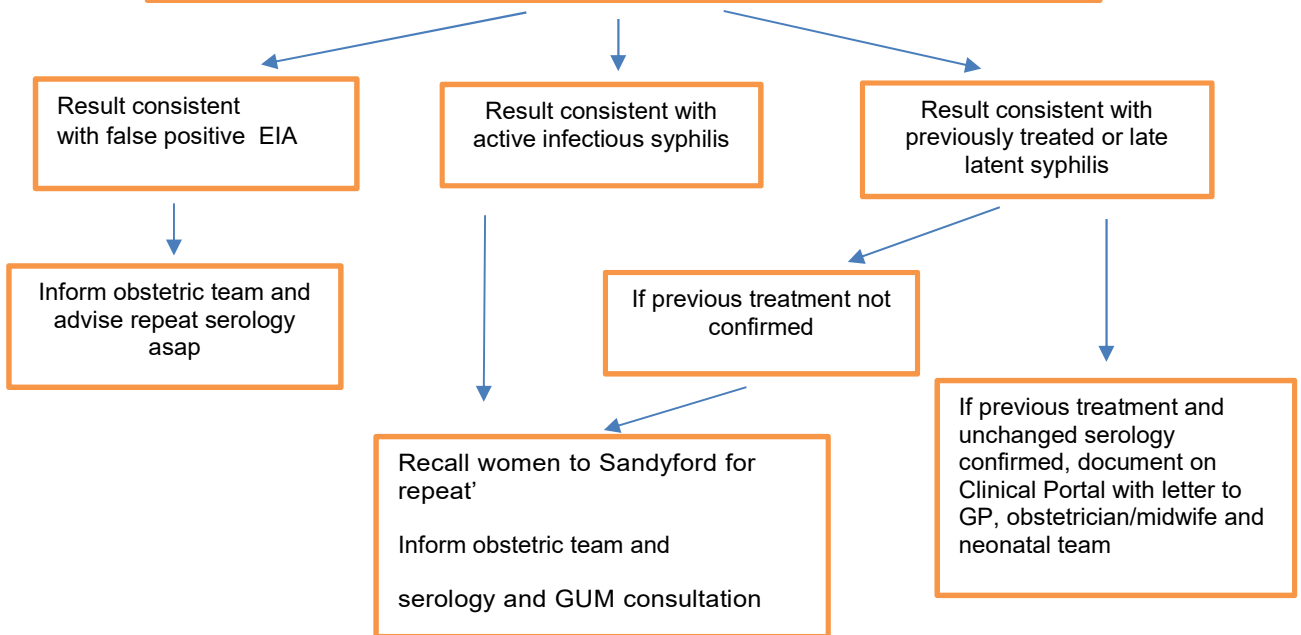 Result consistent
with false positive EIA
Result consistent with
active infectious syphilis
Result consistent with
previously treated or late
latent syphilis
Inform obstetric team and
advise repeat serology
asap
If previous treatment not
confirmed
Recall women to Sandyford for
repeat’
Inform obstetric team and
serology and GUM consultation
If previous treatment and
unchanged serology
confirmed, document on
Clinical Portal with letter to
GP, obstetrician/midwife and
neonatal team